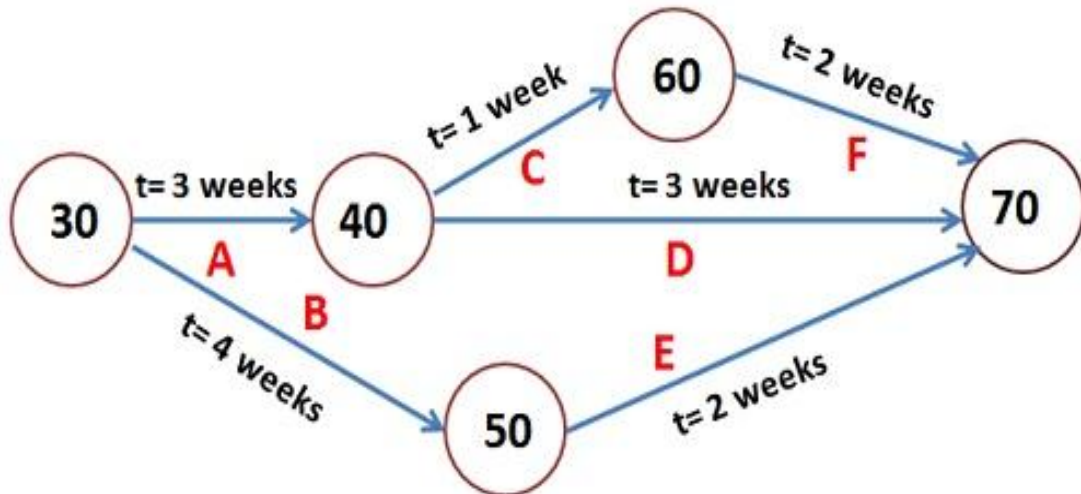 60
t= 2 weeks
t= 1 week
C
F
30
t= 3 weeks
40
t= 3 weeks
70
A
D
B
t= 4 weeks
E
50
t= 2 weeks